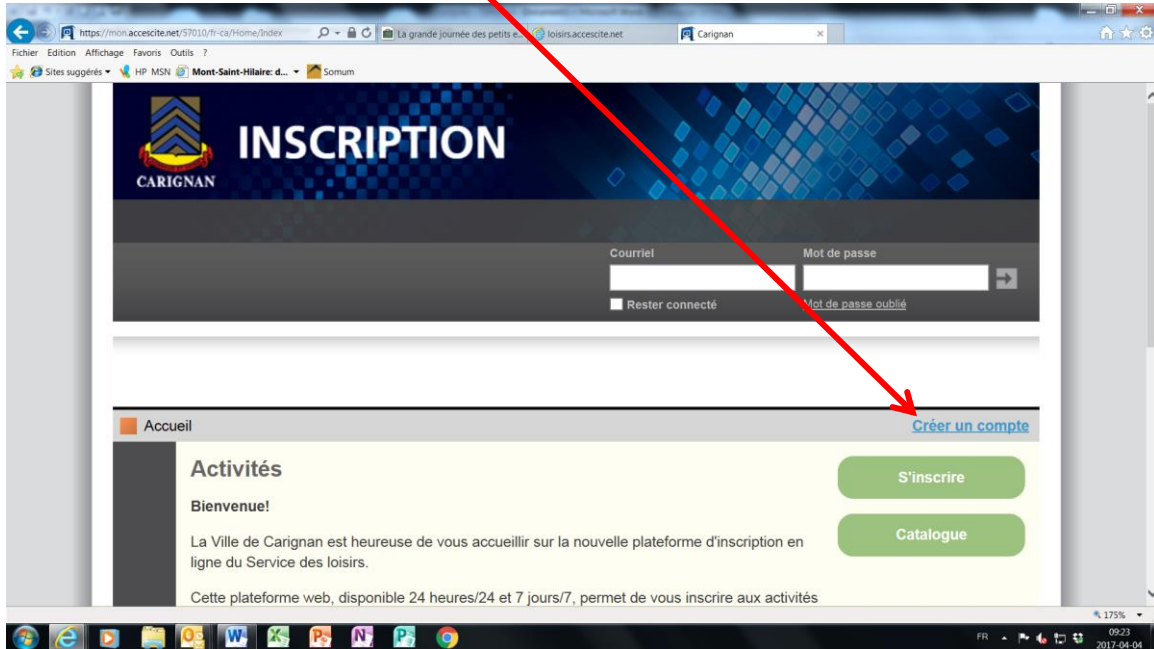 https://mon.accescite.net/57010/fr-ca/Home/Index
La grande journée des petits e...
loisirs.accescite.net
Carignan
Fichier Edition Affichage Favoris Outils ?
Sites suggérés HP MSN Mont-Saint-Hilaire: d... Somum
INSCRIPTION
CARIGNAN
Courriel Mot de passe
Rester connecté Mot de passe oublié
Accueil Créer un compte
Activités
S'inscrire
Bienvenue!
Catalogue
La Ville de Carignan est heureuse de vous accueillir sur la nouvelle plateforme d'inscription en
ligne du Service des loisirs.
Cette plateforme web, disponible 24 heures/24 et 7 jours/7, permet de vous inscrire aux activités
175%
FR
09:23
2017-04-04